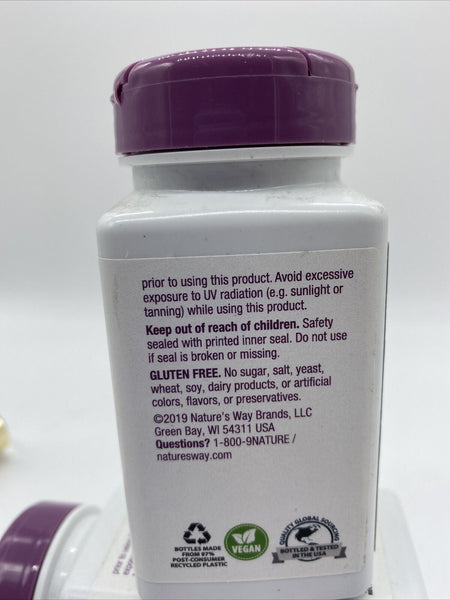 prior to using this product. Avoid excessive
exposure to UV radiation (e.g. sunlight or
tanning) while using this product.
Keep out of reach of children. Safety
sealed with printed inner seal. Do not use
if seal is broken or missing.
GLUTEN FREE. No sugar, salt, yeast,
wheat, soy, dairy products, or artificial
colors, flavors, or preservatives.
©2019 Nature's Way Brands, LLC
Green Bay, WI 54311 USA
Questions? 1-800-9NATURE /
naturesway.com
BOTTLES MADE
FROM 97%
POST-CONSUMER
RECYCLED PLASTIC
VEGAN
QUALITY GLOBAL SOURCING
BOTTLED & TESTED
IN THE USA